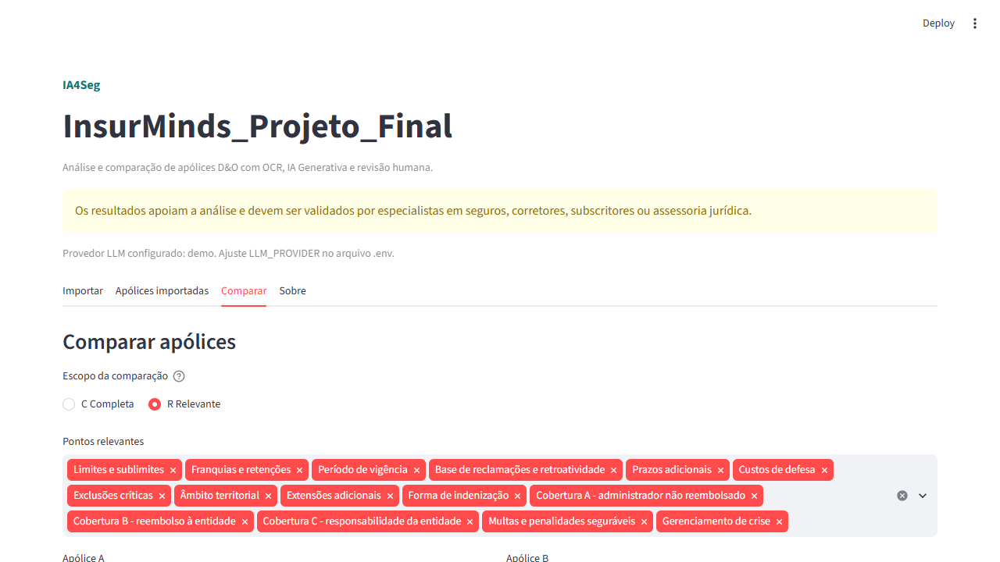 Deploy
IA4Seg
InsurMinds_Projeto_Final
Análise e comparação de apólices D&O com OCR, IA Generativa e revisão humana.
Os resultados apoiam a análise e devem ser validados por especialistas em seguros, corretores, subscritores ou assessoria jurídica.
Provedor LLM configurado: demo. Ajuste LLM_PROVIDER no arquivo .env.
Importar Apólices importadas Comparar Sobre
Comparar apólices
Escopo da comparação
C Completa R Relevante
Pontos relevantes
Limites e sublimites Franquias e retenções Período de vigência Base de reclamações e retroatividade Prazos adicionais Custos de defesa
Exclusões críticas Âmbito territorial Extensões adicionais Forma de indenização Cobertura A - administrador não reembolsado
Cobertura B - reembolso à entidade Cobertura C - responsabilidade da entidade Multas e penalidades seguráveis Gerenciamento de crise
Apólice A Apólice B